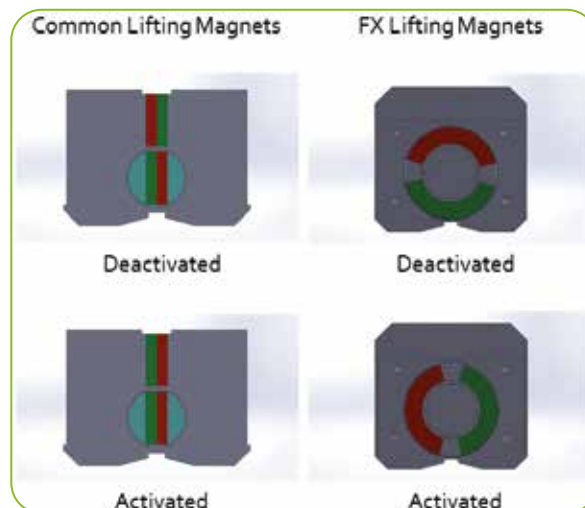 Common Lifting Magnets
FX Lifting Magnets
Deactivated
Deactivated
Activated
Activated